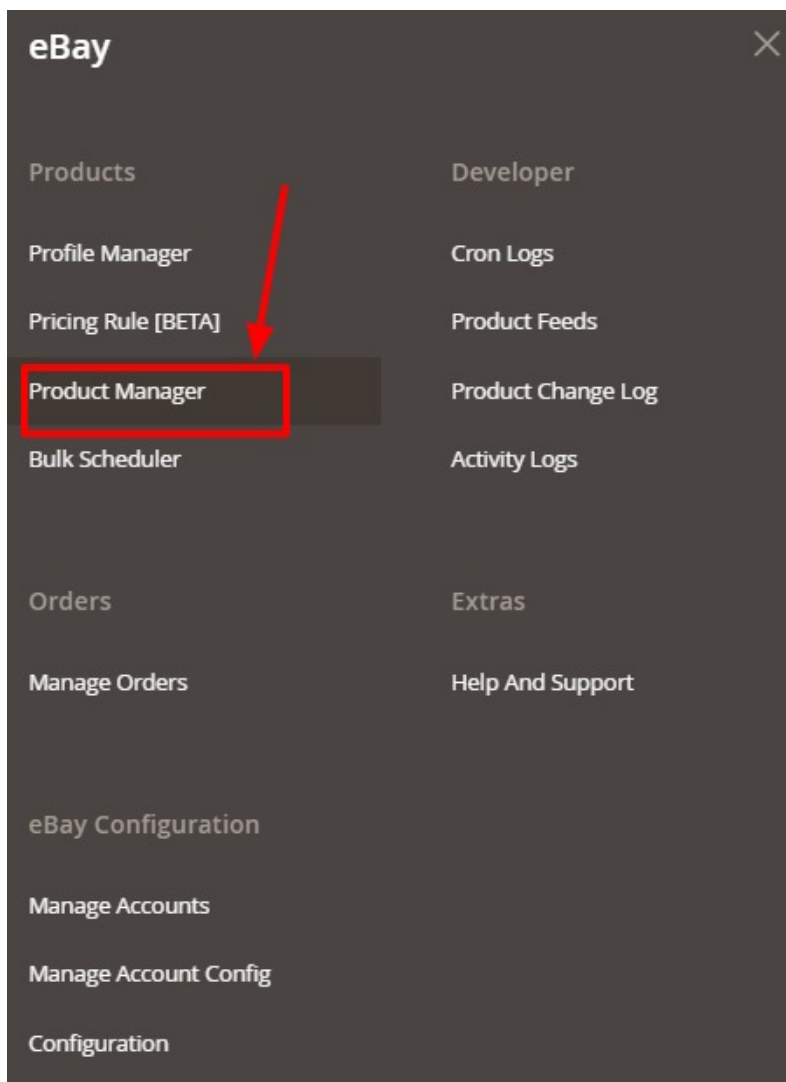 eBay
Products
Profile Manager
Pricing Rule [BETA]
Product Manager
Bulk Scheduler
Developer
Cron Logs
Product Feeds
Product Change Log
Activity Logs
Orders
Manage Orders
Extras
Help And Support
eBay Configuration
Manage Accounts
Manage Account Config
Configuration